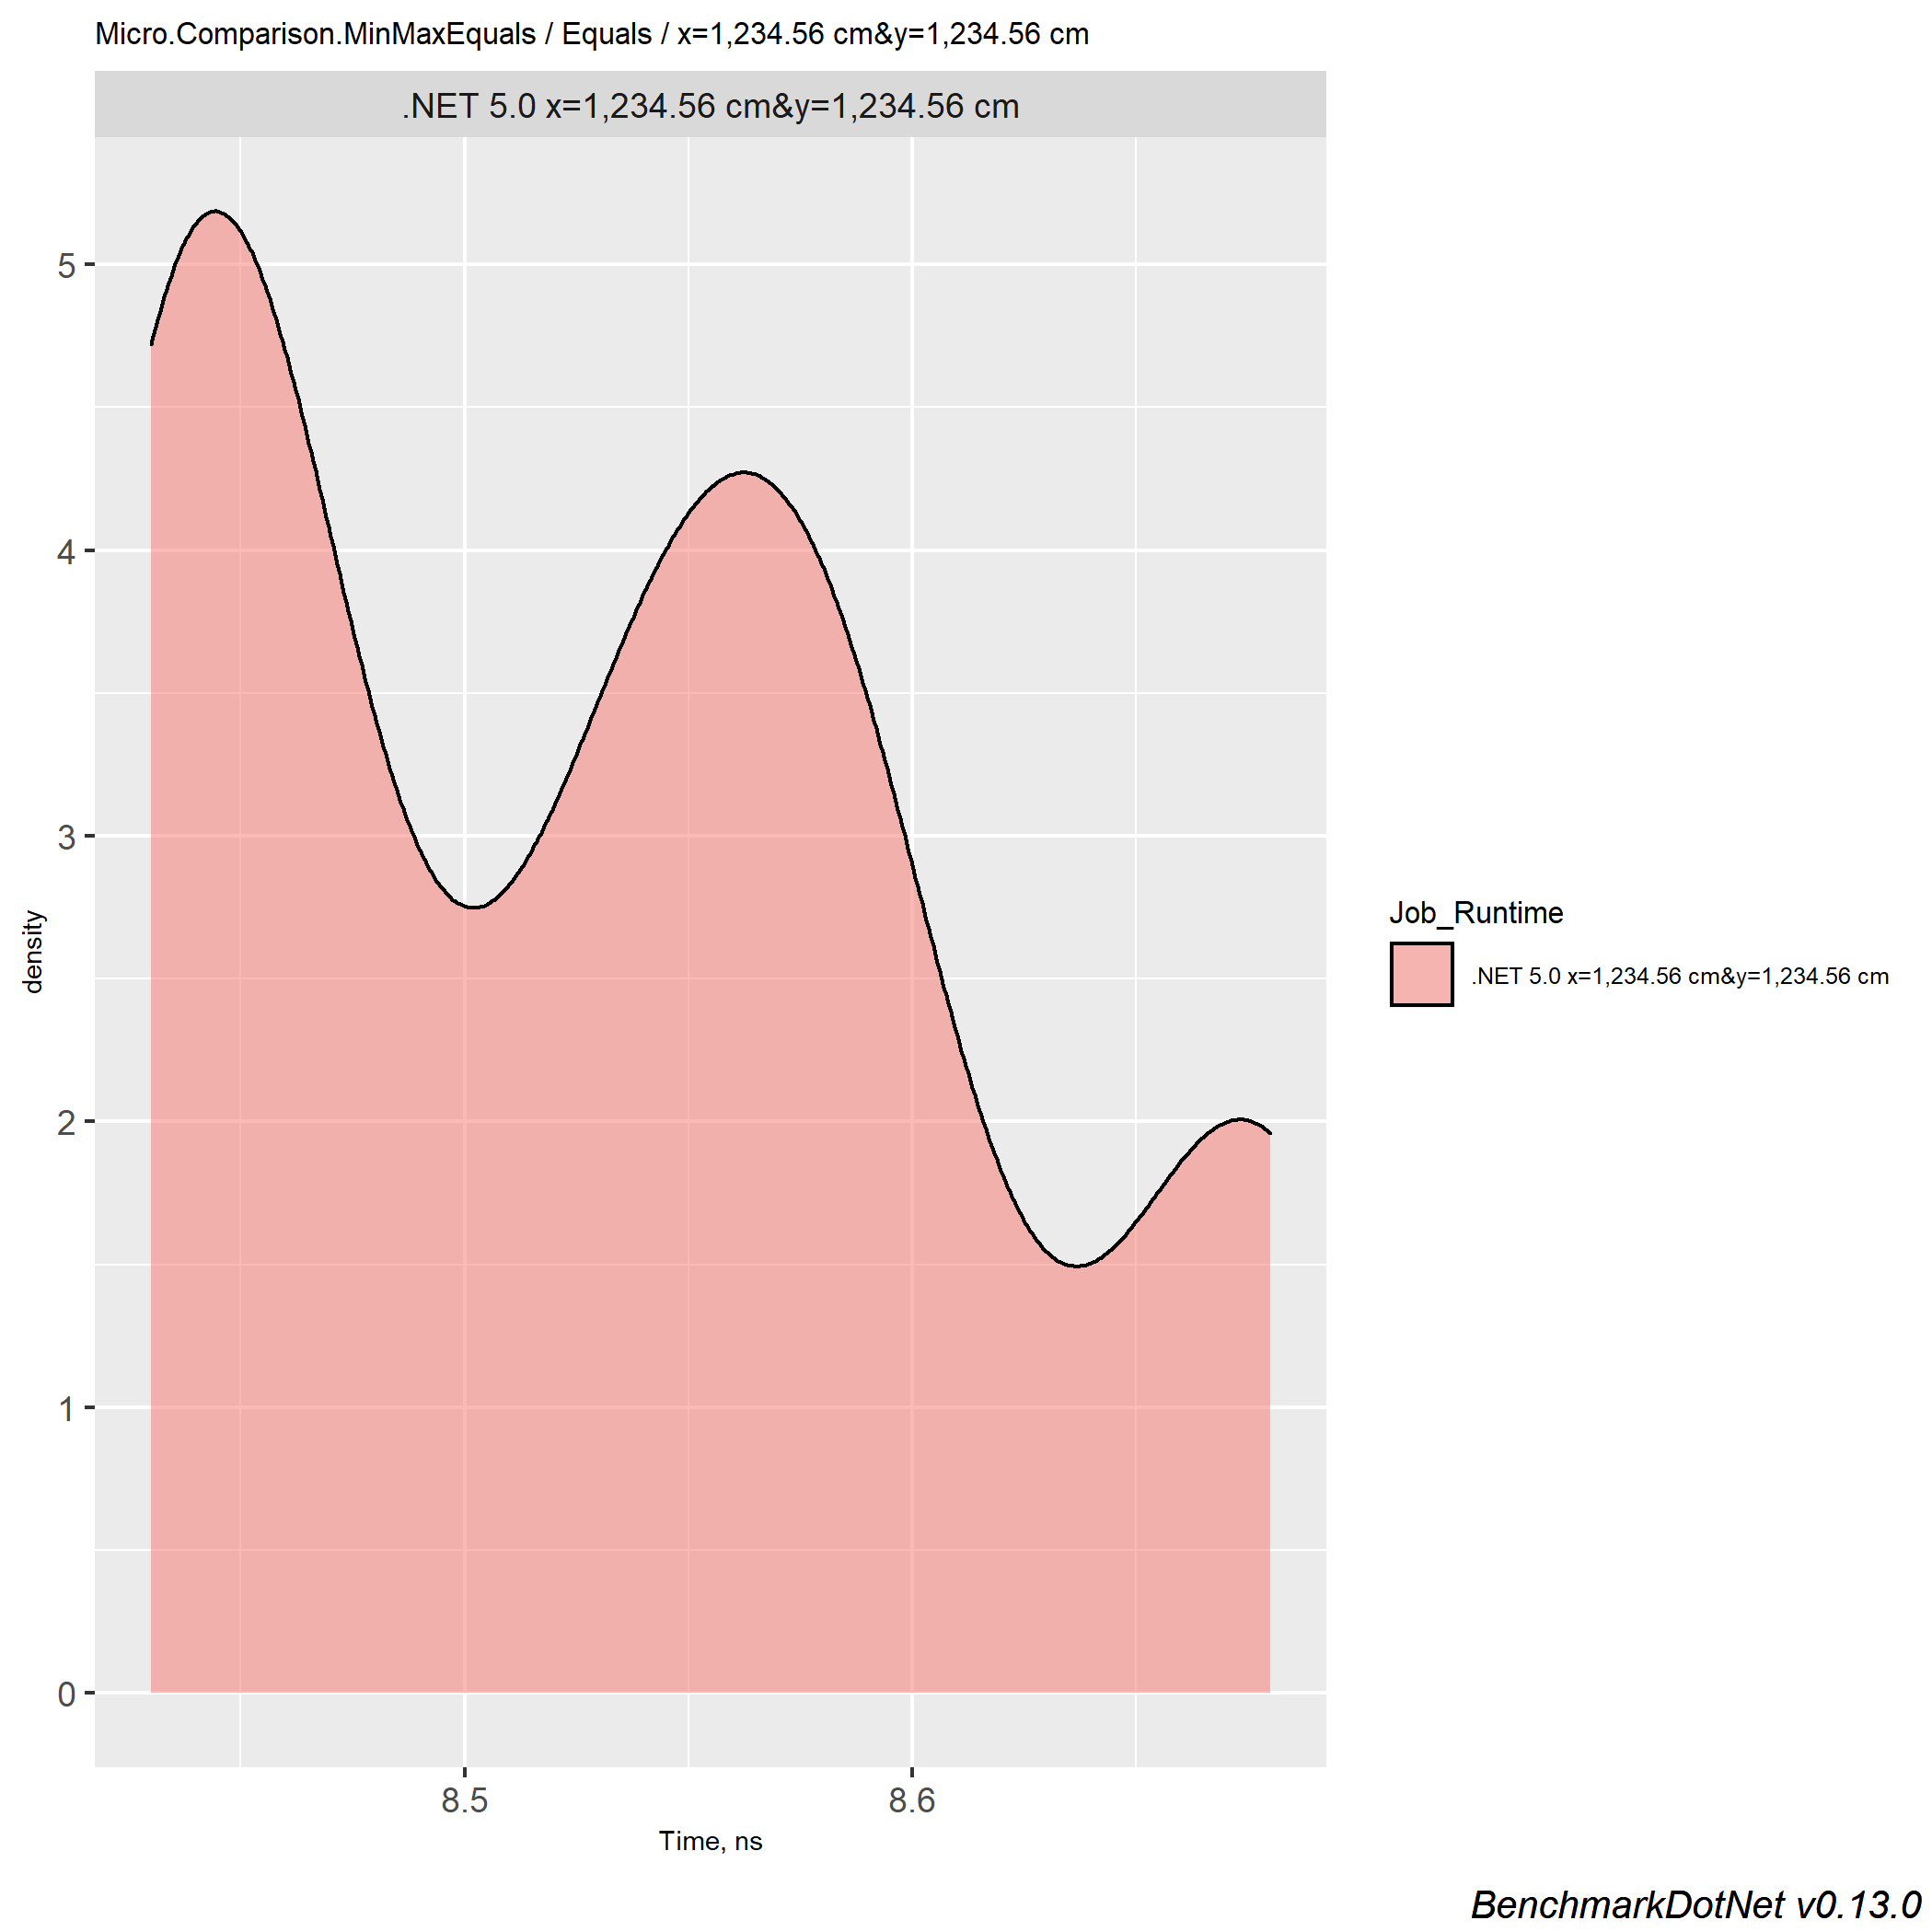 Micro.Comparison.MinMaxEquals / Equals / x=1,234.56 cm&y=1,234.56 cm
.NET 5.0 x=1,234.56 cm&y=1,234.56 cm
5
4
3
2
1
0
density
8.5
8.6
Time, ns
Job_Runtime
.NET 5.0 x=1,234.56 cm&y=1,234.56 cm
BenchmarkDotNet v0.13.0